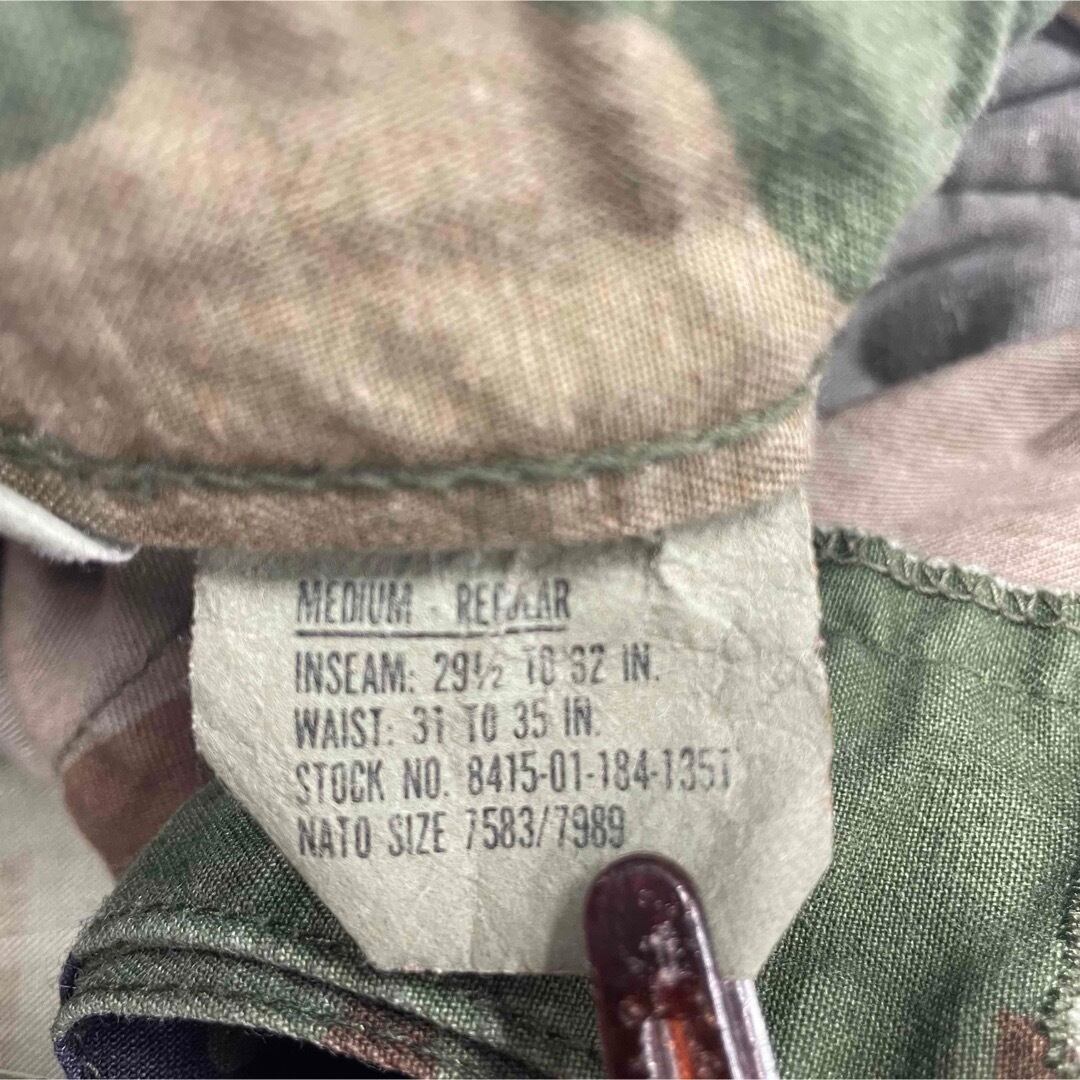 MEDIUM - REGULAR
INSEAM: 29½ TO 32 IN.
WAIST: 31 TO 35 IN.
STOCK NO. 8415-01-184-1351
NATO SIZE 7583/7989